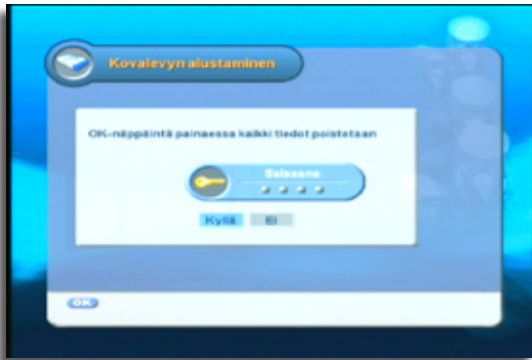 Kovalevyn alustaminen
OK-näppäintä painaessa kaikki tiedot poistetaan
Salasana
Kyllä Ei
OK